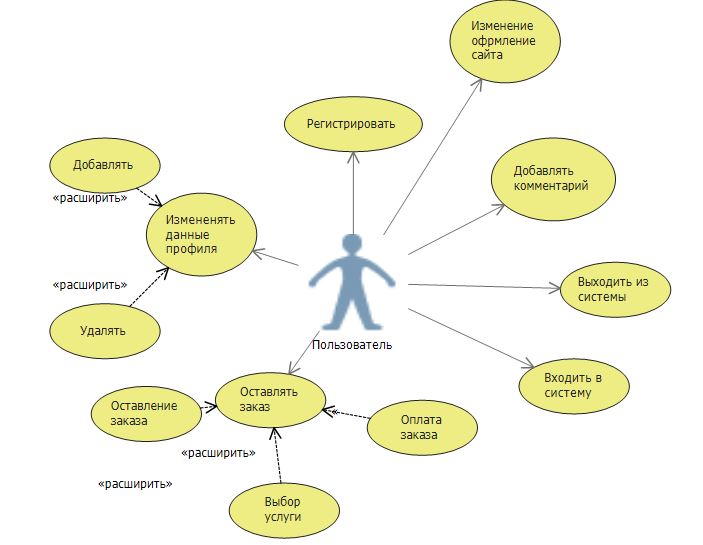 Изменение
офрмление
сайта
Регистрировать
Добавлять
«расширить»
Добавлять
комментарий
Измененять
данные
профиля
«расширить»
Выходить из
системы
Удалять
Пользователь
Входить в
систему
Оставлять
заказ
Оставление
заказа
«
Оплата
заказа
«расширить»
«расширить»
Выбор
услуги